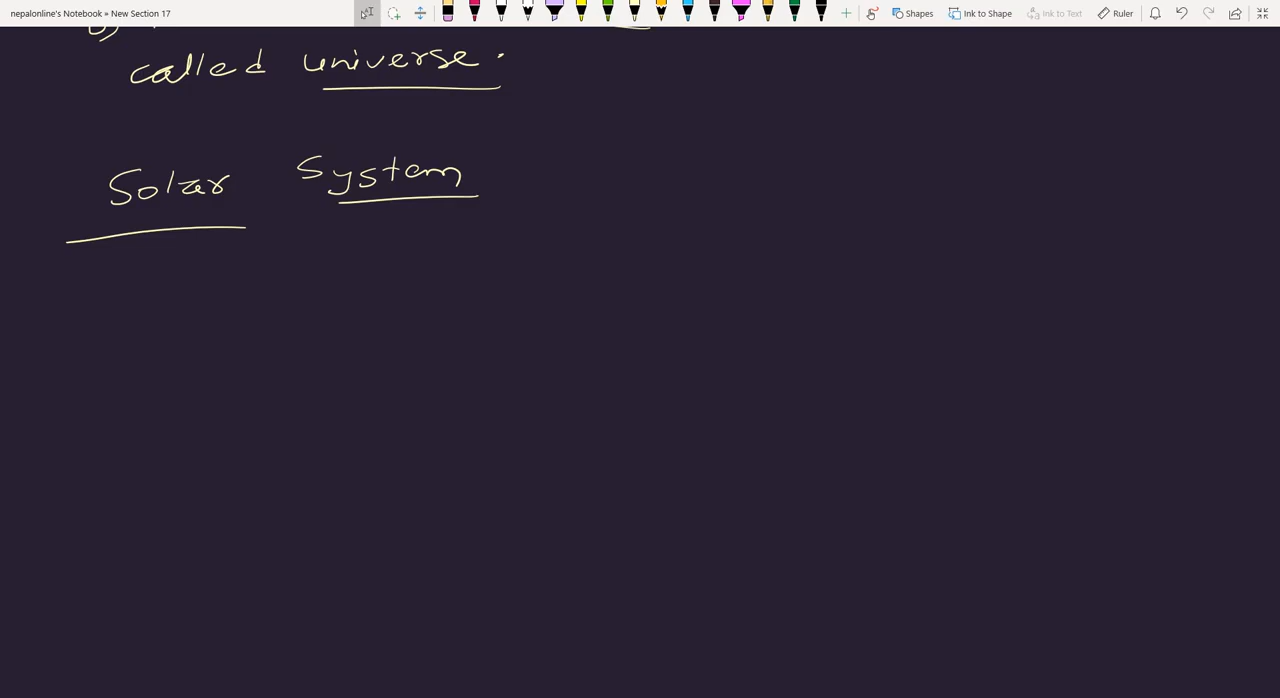 nepalonline's Notebook » New Section 17
Shapes Ink to Shape Ink to Text Ruler
called universe.
Solar System